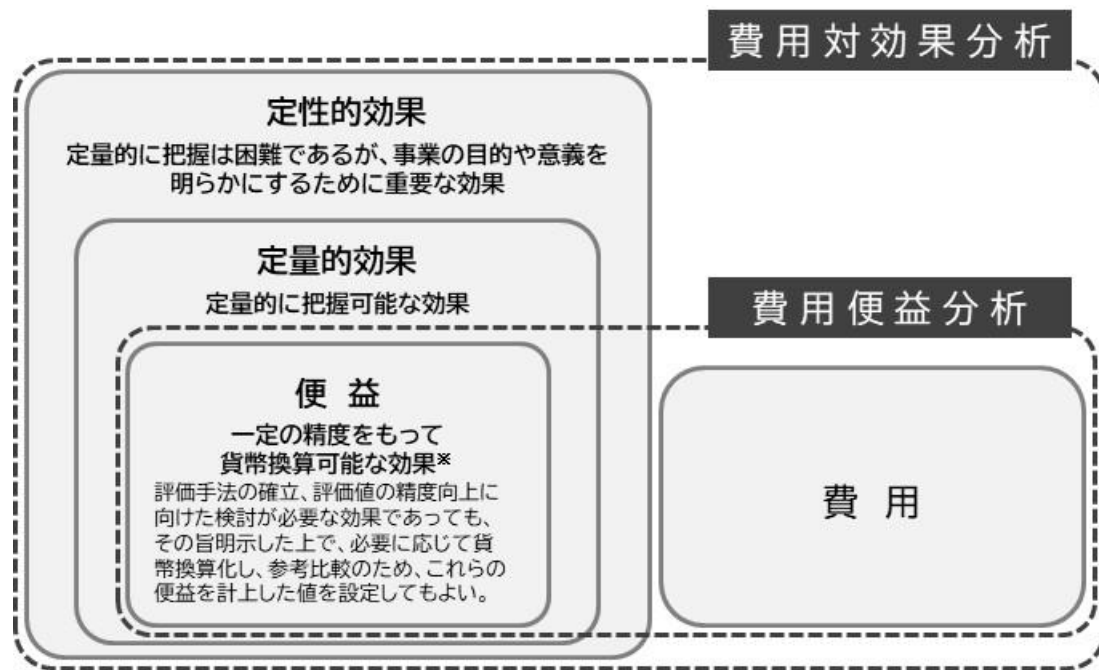 費用対効果分析
定性的効果
定量的に把握は困難であるが、事業の目的や意義を
明らかにするために重要な効果
定量的効果
定量的に把握可能な効果
費用便益分析
便 益
一定の精度をもって
貨幣換算可能な効果※
評価手法の確立、評価値の精度向上に
向けた検討が必要な効果であっても、
その旨明示した上で、必要に応じて貨
幣換算化し、参考比較のため、これらの
便益を計上した値を設定してもよい。
費 用